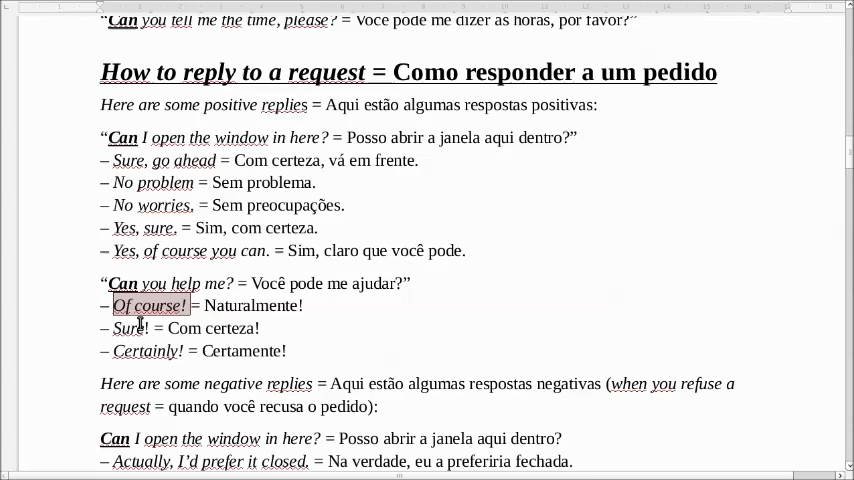 “Can you tell me the time, please? = Você pode me dizer as horas, por favor?”
How to reply to a request = Como responder a um pedido
Here are some positive replies = Aqui estão algumas respostas positivas:
“Can I open the window in here? = Posso abrir a janela aqui dentro?”
– Sure, go ahead = Com certeza, vá em frente.
– No problem = Sem problema.
– No worries. = Sem preocupações.
– Yes, sure. = Sim, com certeza.
– Yes, of course you can. = Sim, claro que você pode.
“Can you help me? = Você pode me ajudar?”
– Of course! = Naturalmente!
– Sure! = Com certeza!
– Certainly! = Certamente!
Here are some negative replies = Aqui estão algumas respostas negativas (when you refuse a
request = quando você recusa o pedido):
Can I open the window in here? = Posso abrir a janela aqui dentro?
– Actually, I’d prefer it closed. = Na verdade, eu a preferiria fechada.